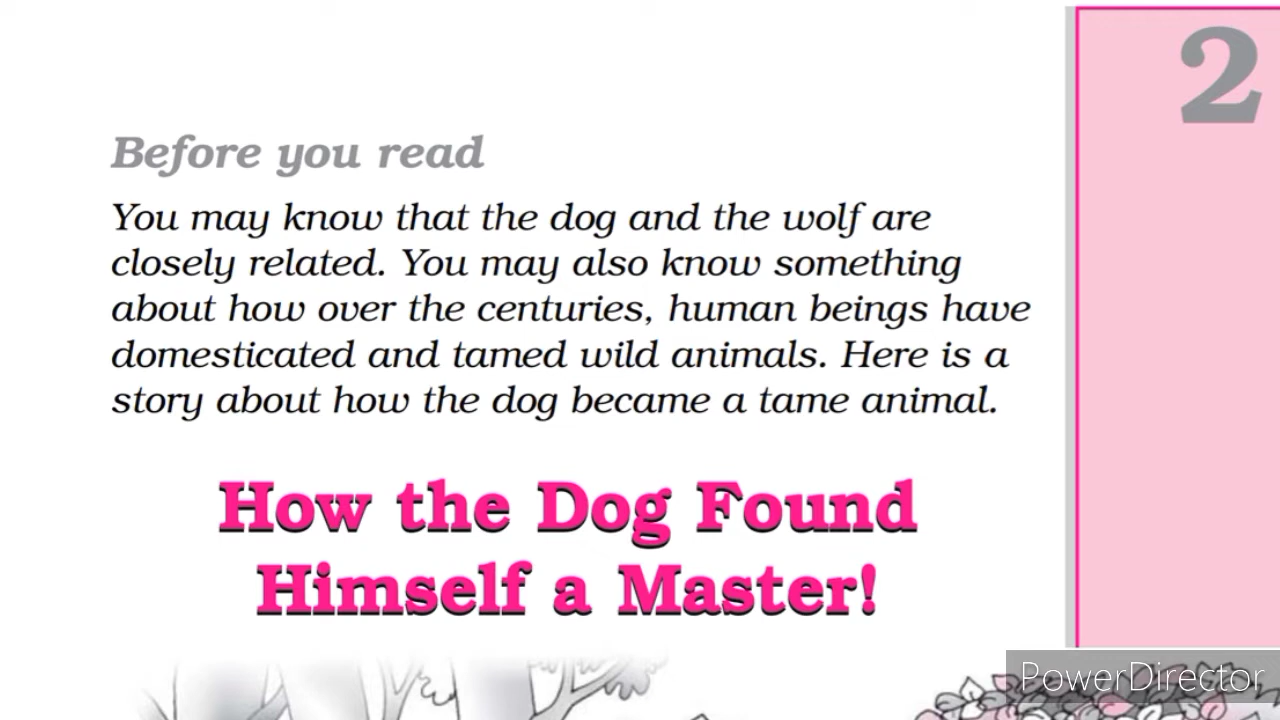 2
Before you read
You may know that the dog and the wolf are
closely related. You may also know something
about how over the centuries, human beings have
domesticated and tamed wild animals. Here is a
story about how the dog became a tame animal.
How the Dog Found
Himself a Master!
PowerDirector